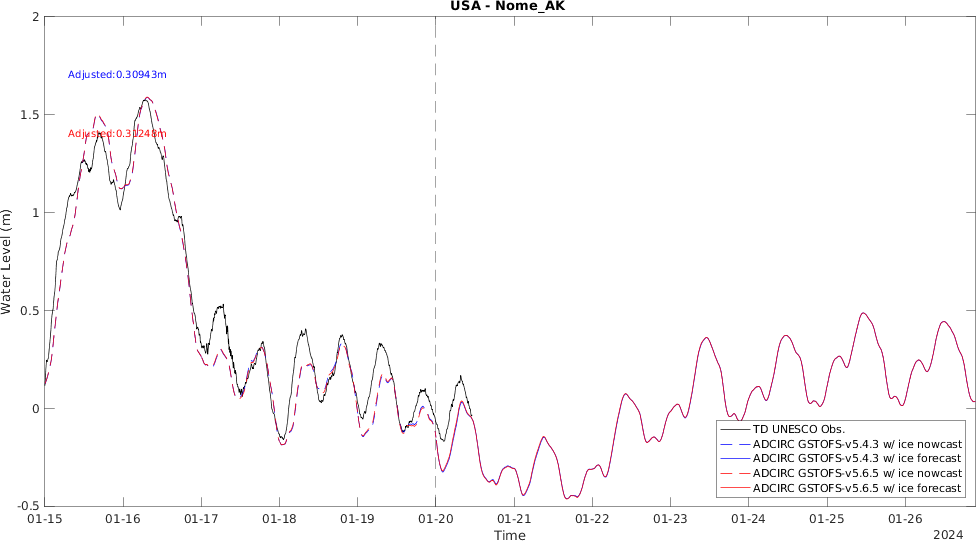 USA - Nome_AK
2
Adjusted:0.30943m
1.5
Adjusted:0.31248m
1
Water Level (m)
0.5
0
TD UNESCO Obs.
ADCIRC GSTOFS-v5.4.3 w/ ice nowcast
ADCIRC GSTOFS-v5.4.3 w/ ice forecast
ADCIRC GSTOFS-v5.6.5 w/ ice nowcast
ADCIRC GSTOFS-v5.6.5 w/ ice forecast
-0.5
01-15 01-16 01-17 01-18 01-19 01-20 01-21 01-22 01-23 01-24 01-25 01-26
Time
2024